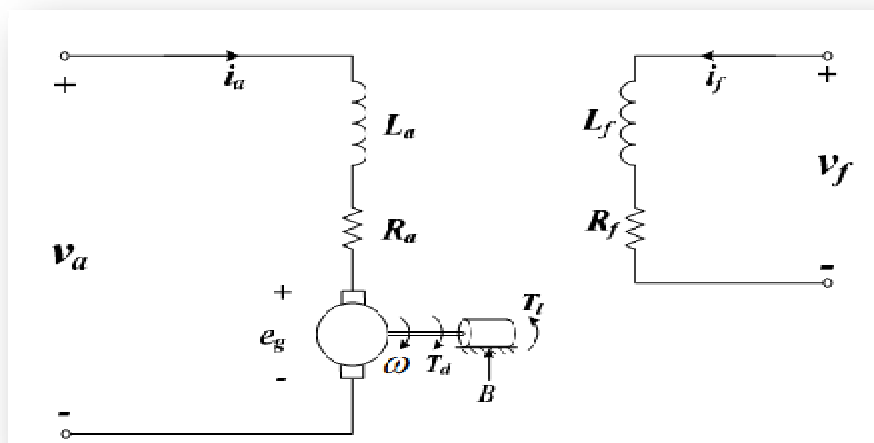 + i_a i_f +
L_a L_f
v_a R_a R_f v_f
-
+ T_l
e_g
ω T_d
- B
-